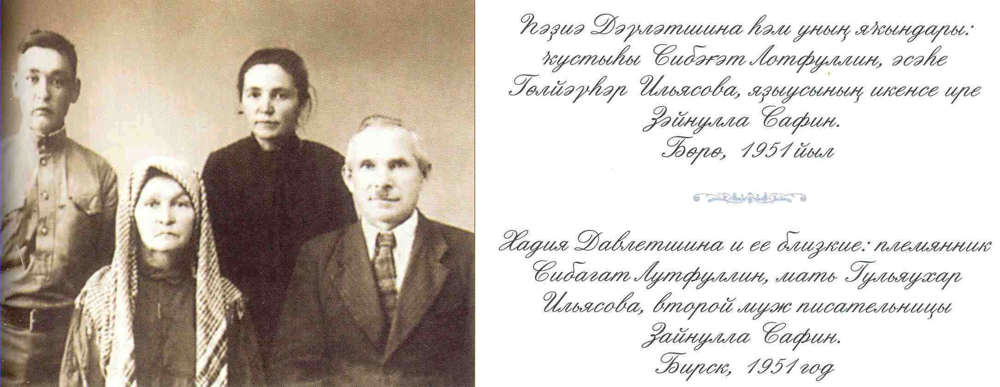 Һәҙиә Дәүләтшина һәм уның яҡындары:
ҡустыһы Сибәғәт Лотфуллин, әсәһе
Гөлйәүһәр Ильясова, яҙыусының икенсе ире
Зәйнулла Сафин.
Бөрө, 1951 йыл
Хадия Давлетшина и ее близкие: племянник
Сибагат Лутфуллин, мать Гульяухар
Ильясова, второй муж писательницы
Зайнулла Сафин.
Бирск, 1951 год